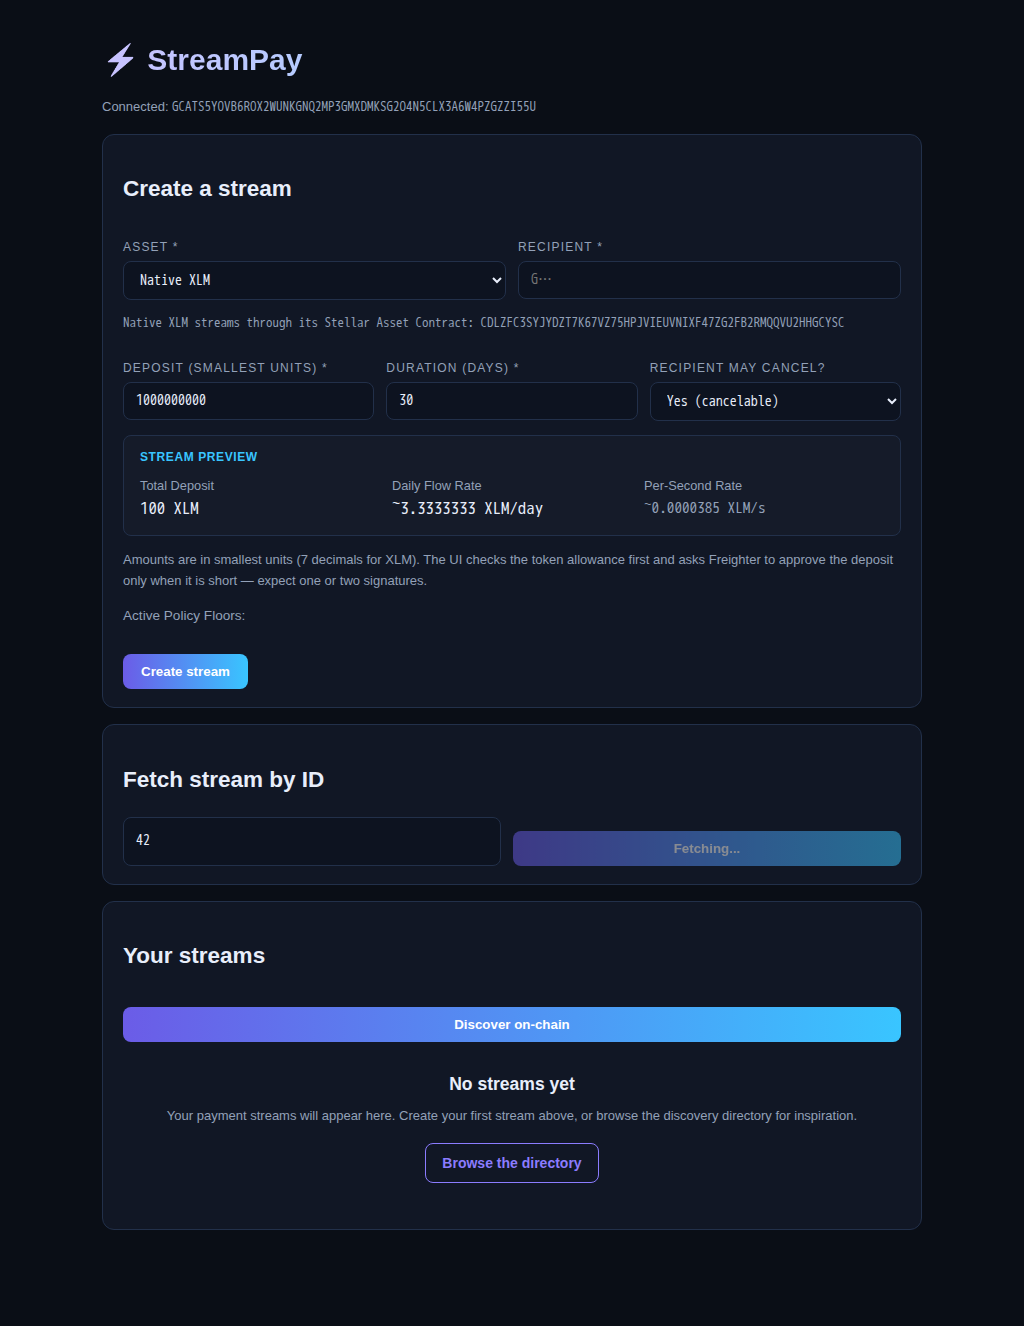 ⚡ StreamPay
Connected: GCATS5YOVB6ROX2WUNKGNQ2MP3GMXDMKSG2O4N5CLX3A6W4PZGZZI55U
Create a stream
ASSET * RECIPIENT *
Native XLM G…
Native XLM streams through its Stellar Asset Contract: CDLZFC3SYJYDZT7K67VZ75HPJVIEUVNIXF47ZG2FB2RMQQVU2HHGCYSC
DEPOSIT (SMALLEST UNITS) * DURATION (DAYS) * RECIPIENT MAY CANCEL?
1000000000 30 Yes (cancelable)
STREAM PREVIEW
Total Deposit Daily Flow Rate Per-Second Rate
100 XLM ~3.3333333 XLM/day ~0.0000385 XLM/s
Amounts are in smallest units (7 decimals for XLM). The UI checks the token allowance first and asks Freighter to approve the deposit
only when it is short — expect one or two signatures.
Active Policy Floors:
Create stream
Fetch stream by ID
42 Fetching...
Your streams
Discover on-chain
No streams yet
Your payment streams will appear here. Create your first stream above, or browse the discovery directory for inspiration.
Browse the directory